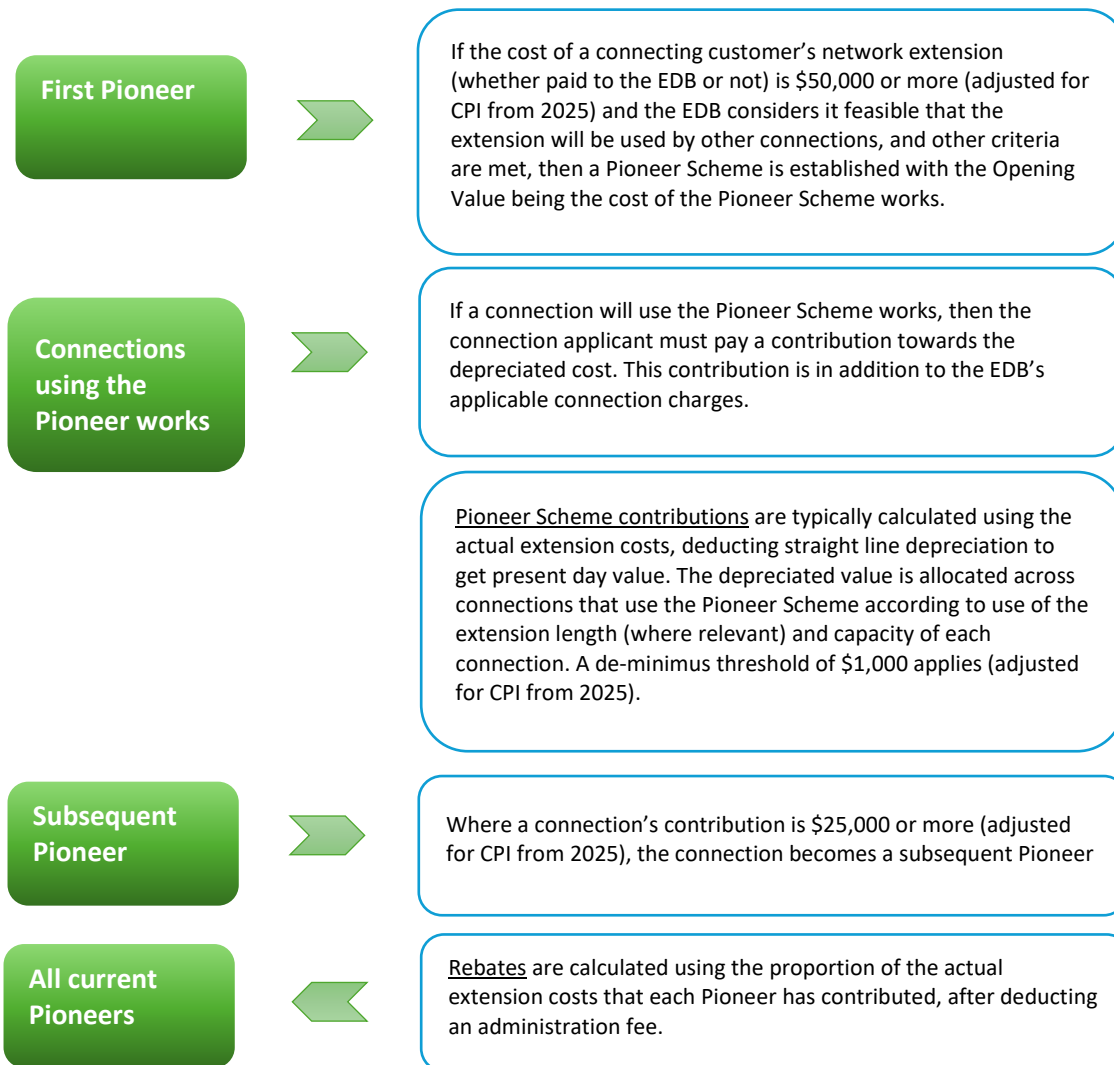 First Pioneer
If the cost of a connecting customer’s network extension
(whether paid to the EDB or not) is $50,000 or more (adjusted for
CPI from 2025) and the EDB considers it feasible that the
extension will be used by other connections, and other criteria
are met, then a Pioneer Scheme is established with the Opening
Value being the cost of the Pioneer Scheme works.
Connections
using the
Pioneer works
If a connection will use the Pioneer Scheme works, then the
connection applicant must pay a contribution towards the
depreciated cost. This contribution is in addition to the EDB’s
applicable connection charges.
Pioneer Scheme contributions are typically calculated using the
actual extension costs, deducting straight line depreciation to
get present day value. The depreciated value is allocated across
connections that use the Pioneer Scheme according to use of the
extension length (where relevant) and capacity of each
connection. A de-minimus threshold of $1,000 applies (adjusted
for CPI from 2025).
Subsequent
Pioneer
Where a connection’s contribution is $25,000 or more (adjusted
for CPI from 2025), the connection becomes a subsequent Pioneer
All current
Pioneers
Rebates are calculated using the proportion of the actual
extension costs that each Pioneer has contributed, after deducting
an administration fee.